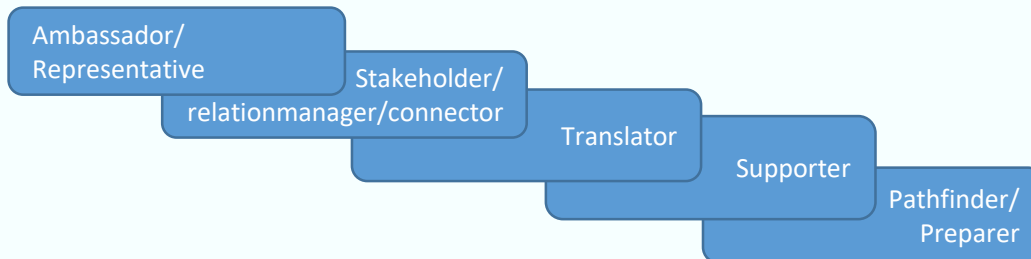 Ambassador/
Representative
Stakeholder/
relationmanager/connector
Translator
Supporter
Pathfinder/
Preparer